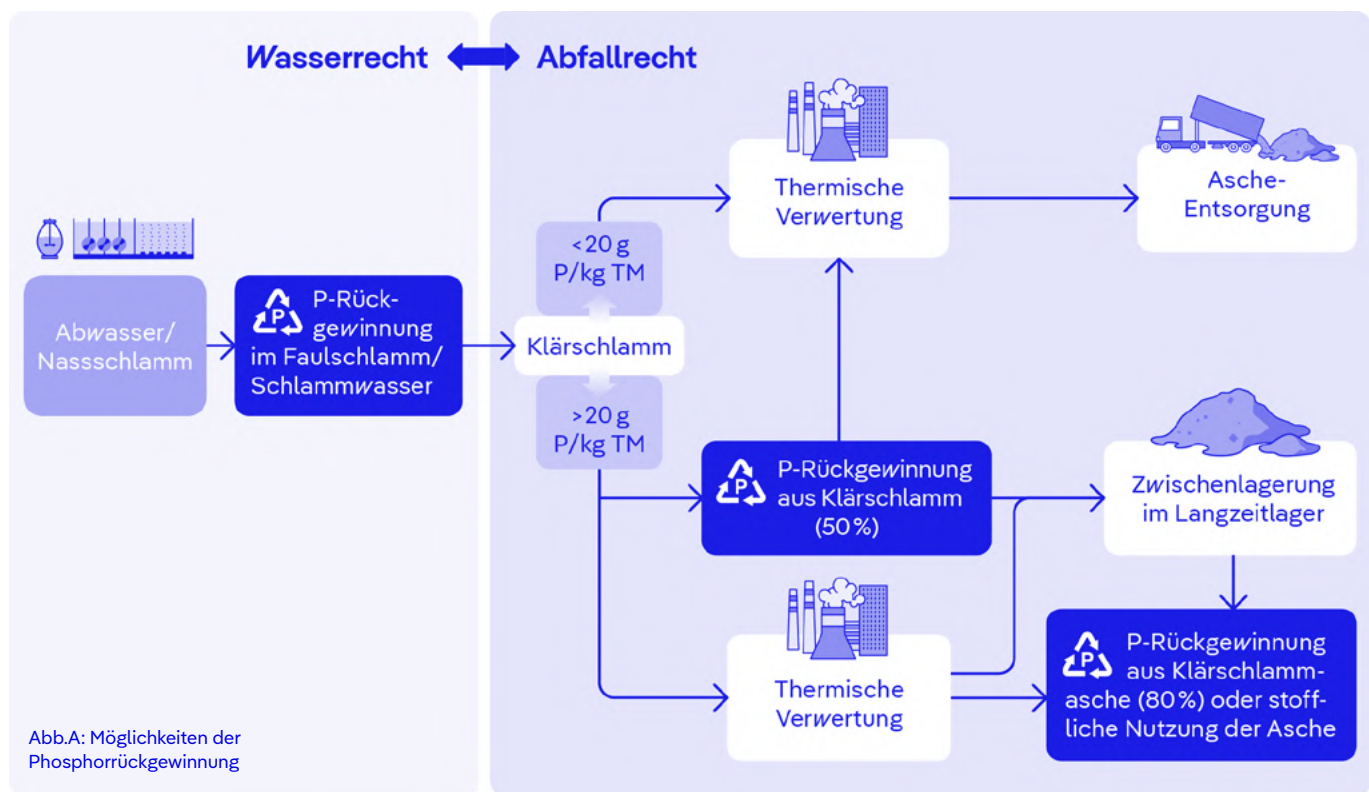 Wasserrecht
Abfallrecht
Thermische
Verwertung
Asche-
Entsorgung
<20 g
P/kg TM
Abwasser/
Nassschlamm
P
P-Rück-
gewinnung
im Faulschlamm/
Schlammwasser
Klärschlamm
>20 g
P/kg TM
P
P-Rückgewinnung
aus Klärschlamm
(50%)
Zwischenlagerung
im Langzeitlager
Thermische
Verwertung
P
P-Rückgewinnung
aus Klärschlamm-
asche (80%) oder stoff-
liche Nutzung der Asche
Abb.A: Möglichkeiten der
Phosphorrückgewinnung